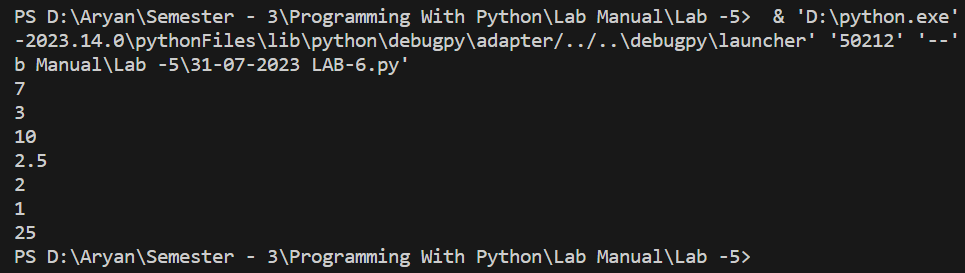 PS D:\Aryan\Semester - 3\Programming With Python\Lab Manual\Lab -5>  & 'D:\python.exe'
-2023.14.0\pythonFiles\lib\python\debugpy\adapter/../..\debugpy\launcher' '50212' '--'
b Manual\Lab -5\31-07-2023 LAB-6.py'
7
3
10
2.5
2
1
25
PS D:\Aryan\Semester - 3\Programming With Python\Lab Manual\Lab -5>